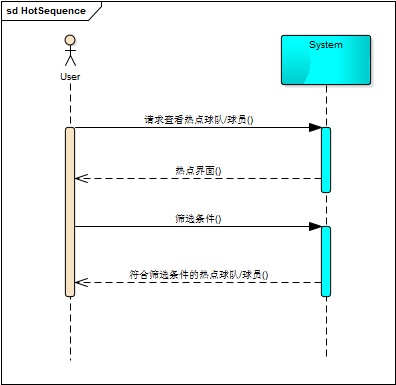 sd HotSequence
User
System
请求查看热点球队/球员()
热点界面()
筛选条件()
符合筛选条件的热点球队/球员()